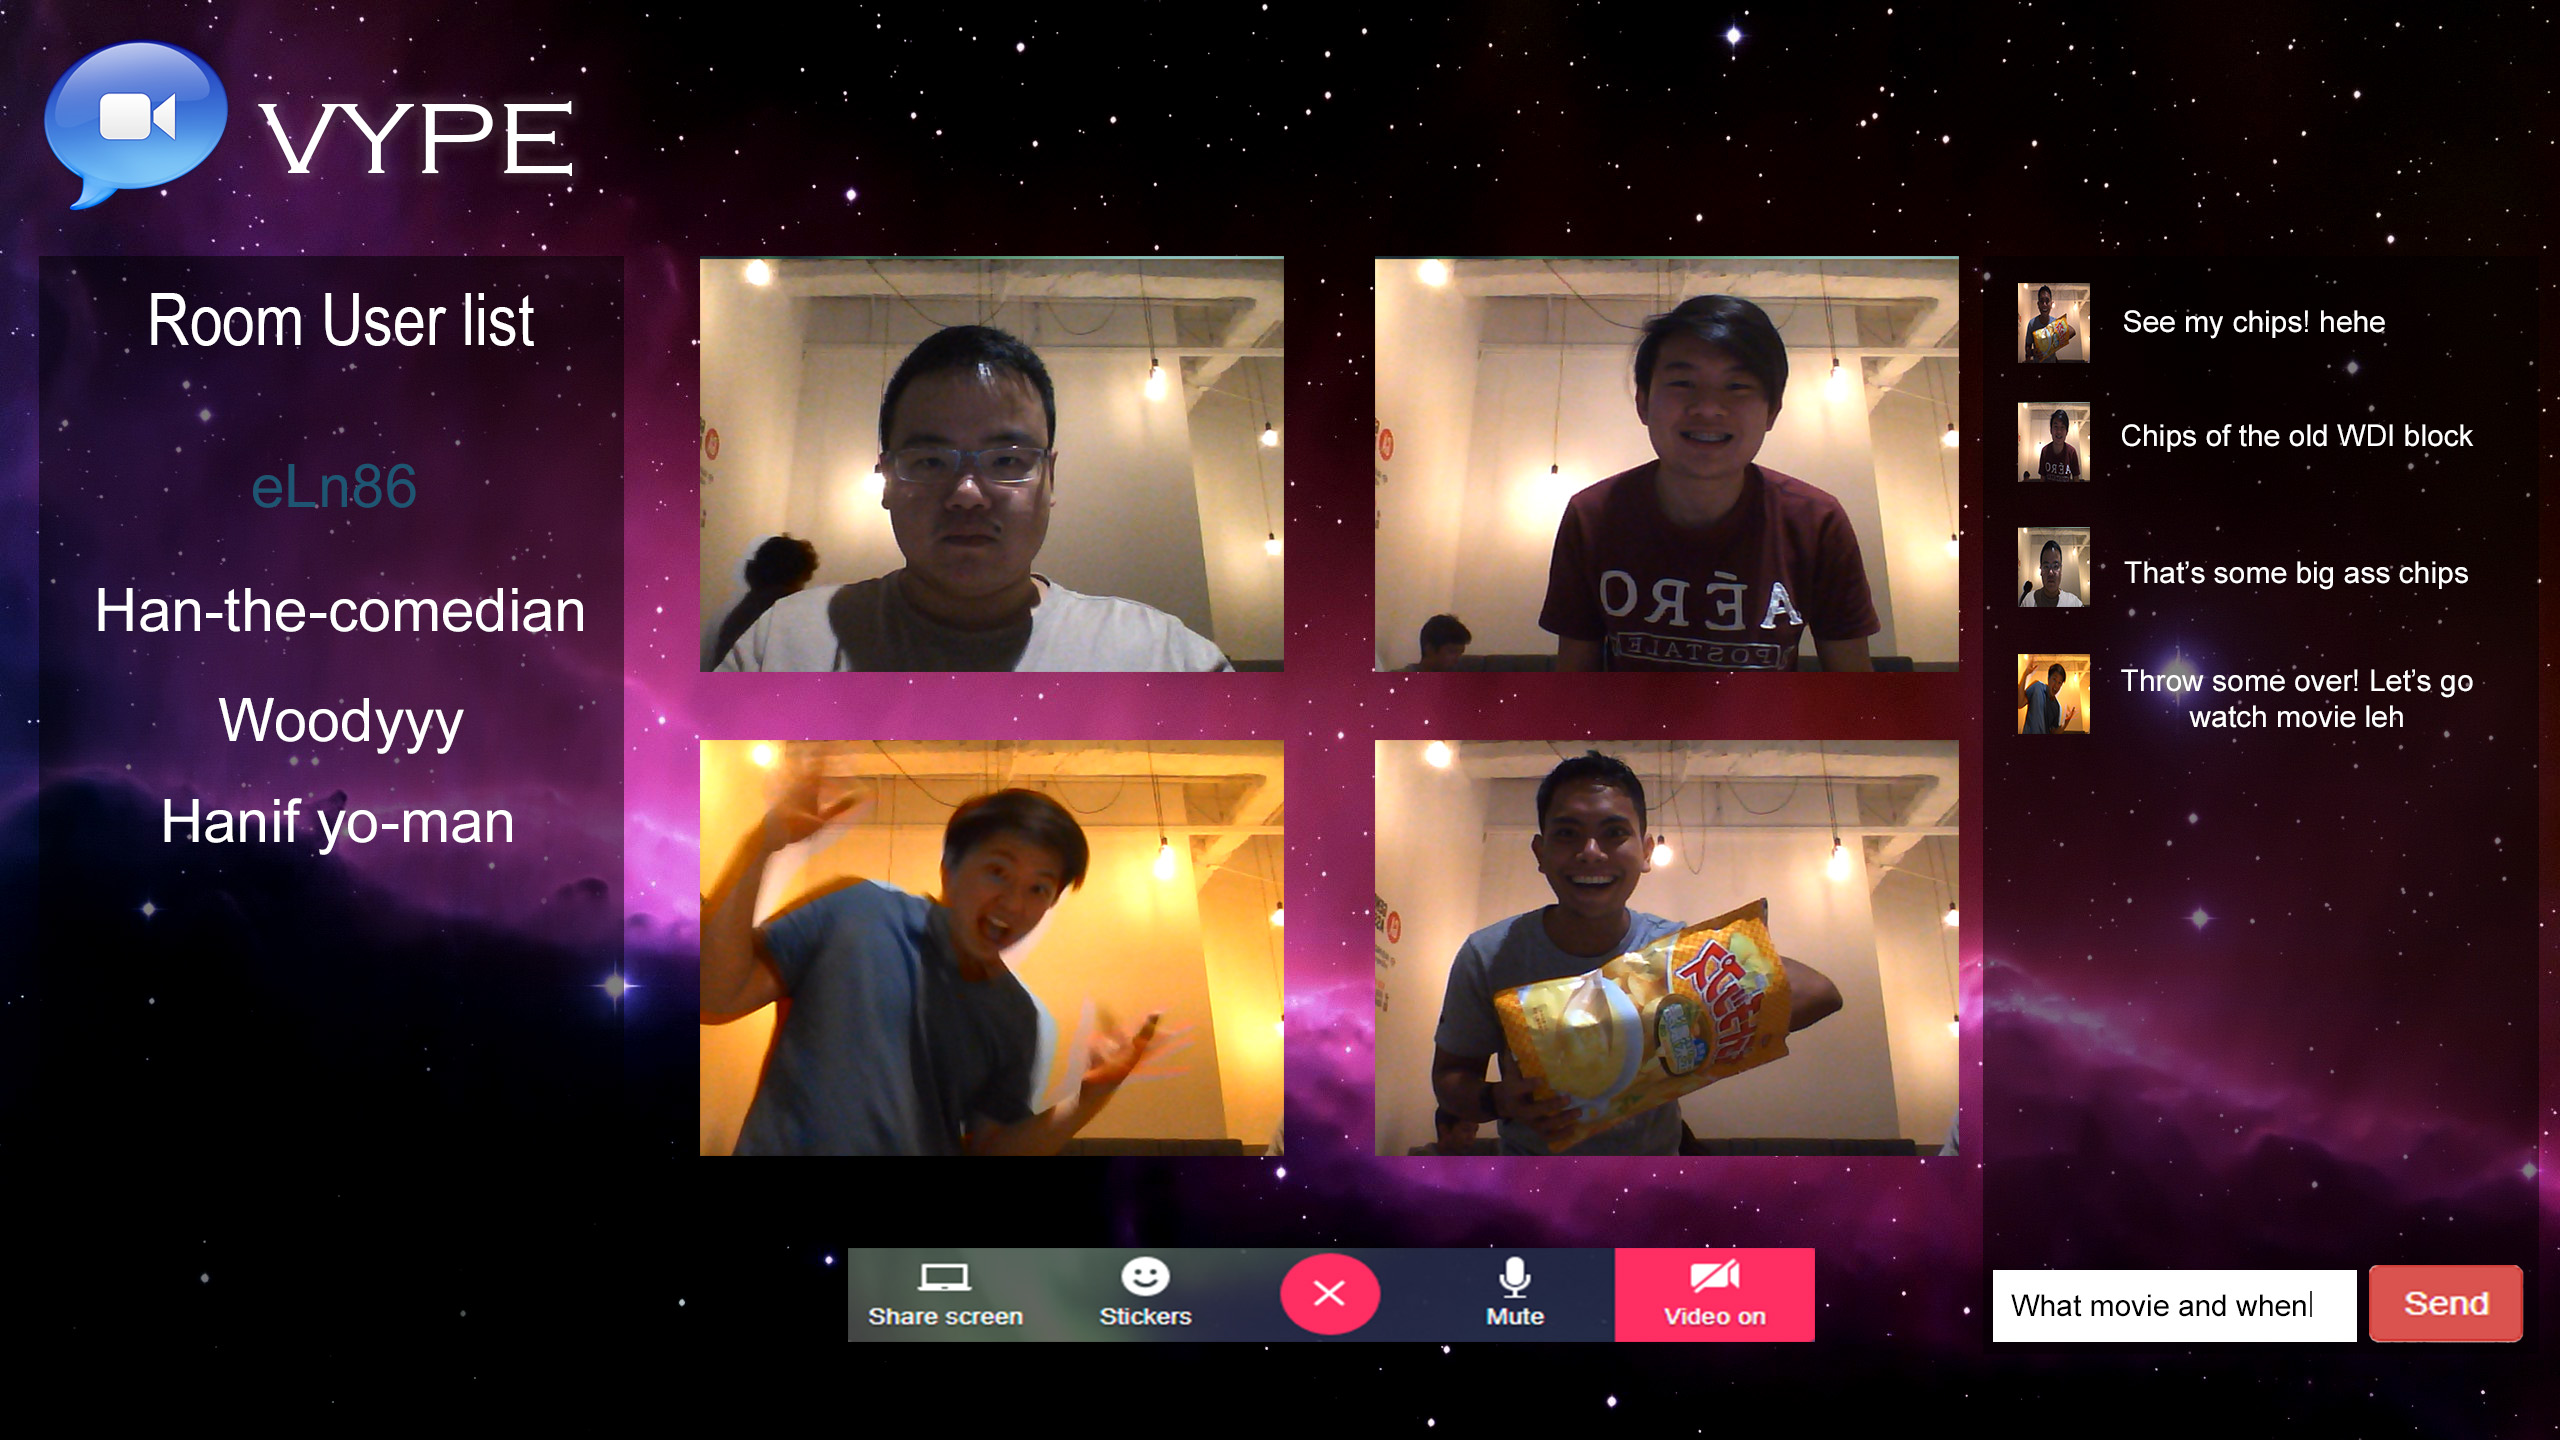 VYPE
Room User list
eLn86
Han-the-comedian
Woodyyy
Hanif yo-man
AÉRO
POSTALE
See my chips! hehe
Chips of the old WDI block
That's some big ass chips
Throw some over! Let's go
watch movie leh
Share screen
Stickers
Mute
Video on
What movie and when
Send